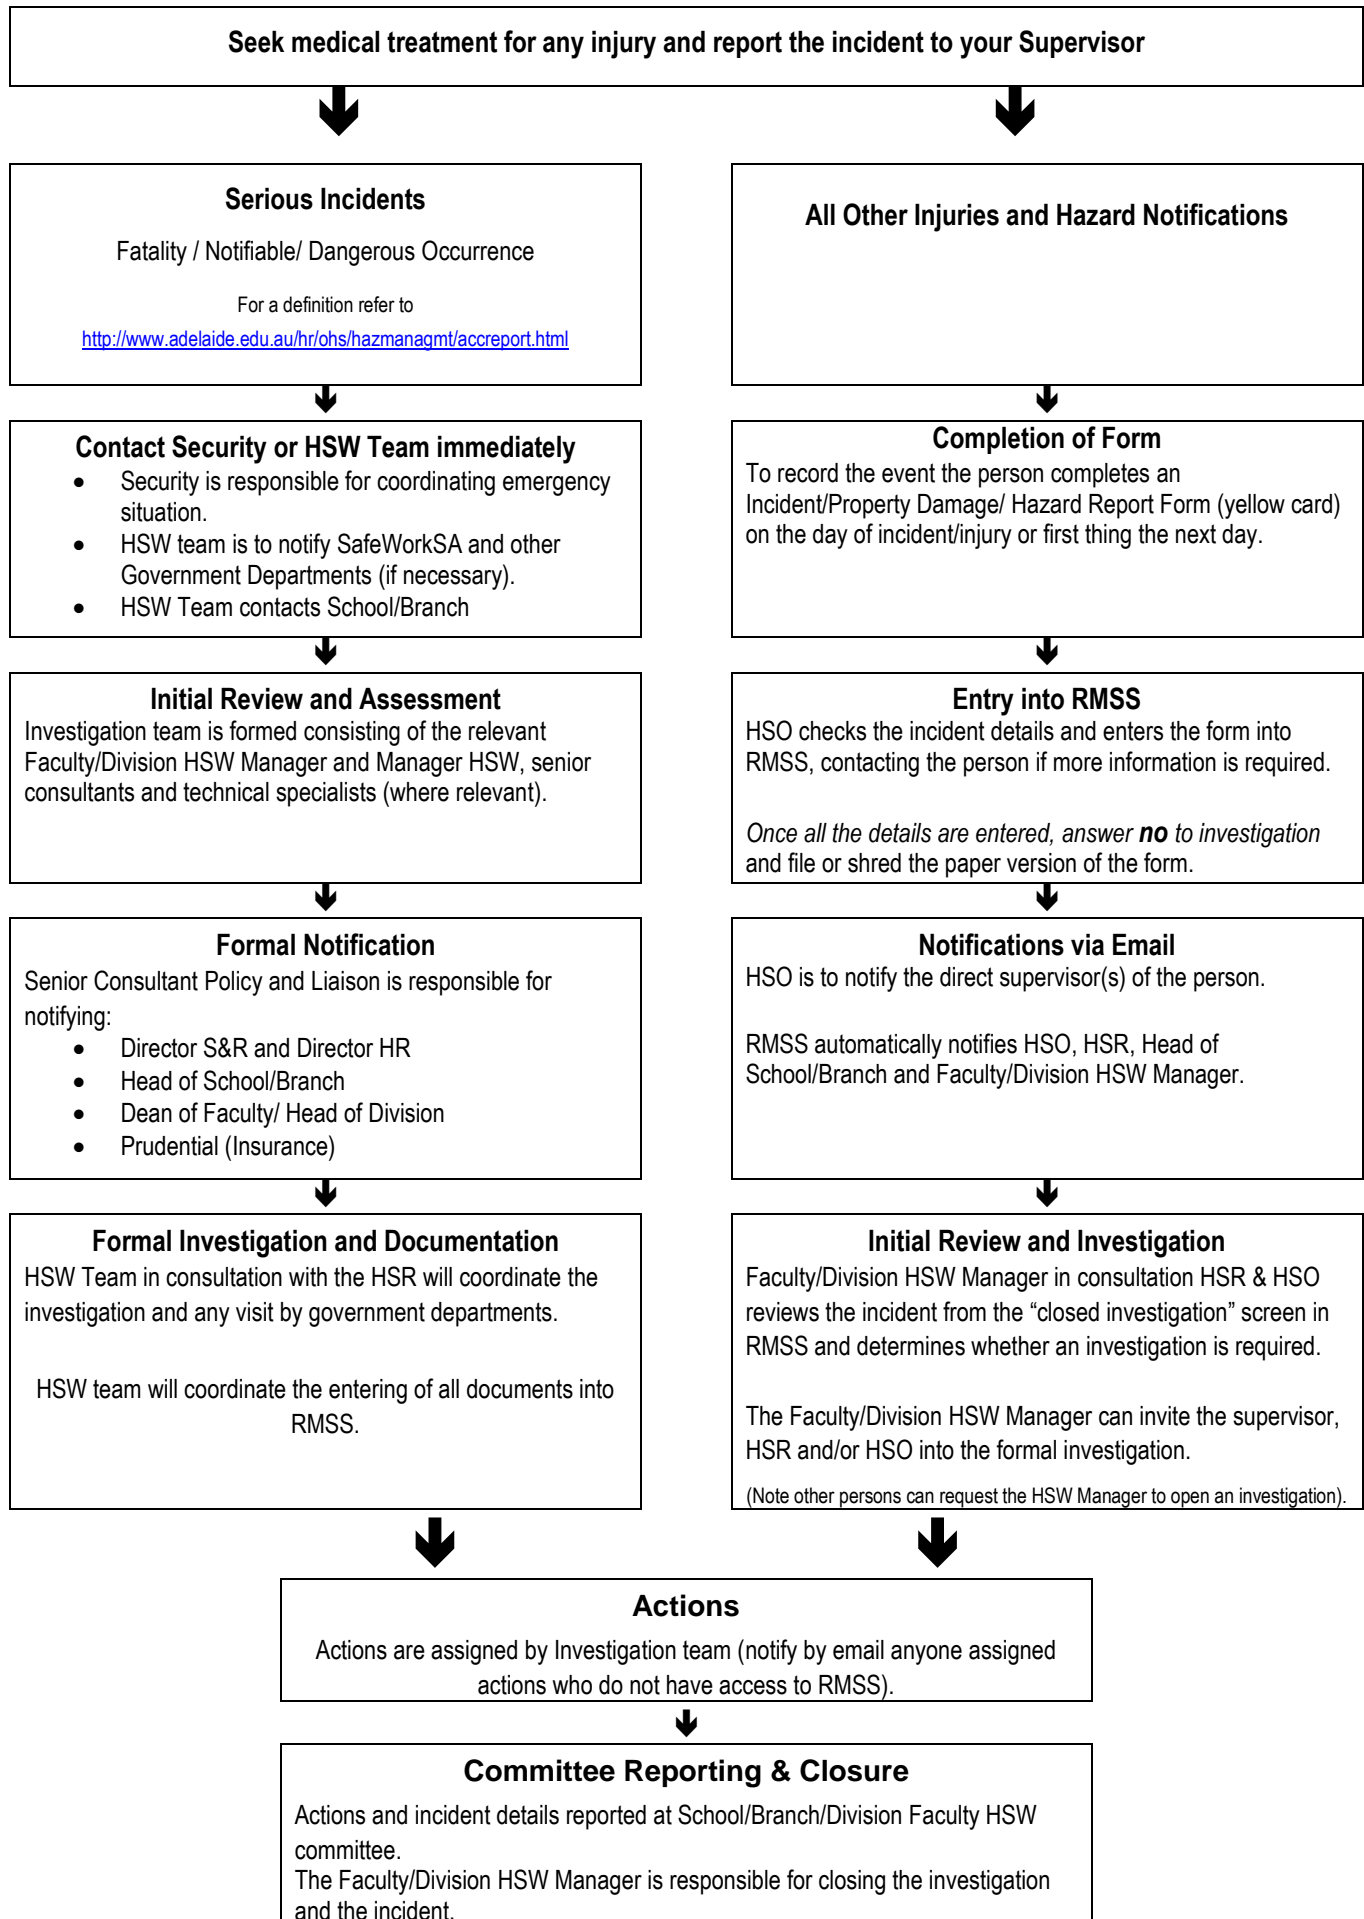 Seek medical treatment for any injury and report the incident to your Supervisor
Serious Incidents
Fatality / Notifiable/ Dangerous Occurrence
For a definition refer to
http://www.adelaide.edu.au/hr/ohs/hazmanagmt/accreport.html
All Other Injuries and Hazard Notifications
Contact Security or HSW Team immediately
• Security is responsible for coordinating emergency
situation.
• HSW team is to notify SafeWorkSA and other
Government Departments (if necessary).
• HSW Team contacts School/Branch
Completion of Form
To record the event the person completes an
Incident/Property Damage/ Hazard Report Form (yellow card)
on the day of incident/injury or first thing the next day.
Initial Review and Assessment
Investigation team is formed consisting of the relevant
Faculty/Division HSW Manager and Manager HSW, senior
consultants and technical specialists (where relevant).
Entry into RMSS
HSO checks the incident details and enters the form into
RMSS, contacting the person if more information is required.
Once all the details are entered, answer no to investigation
and file or shred the paper version of the form.
Formal Notification
Senior Consultant Policy and Liaison is responsible for
notifying:
• Director S&R and Director HR
• Head of School/Branch
• Dean of Faculty/ Head of Division
• Prudential (Insurance)
Notifications via Email
HSO is to notify the direct supervisor(s) of the person.
RMSS automatically notifies HSO, HSR, Head of
School/Branch and Faculty/Division HSW Manager.
Formal Investigation and Documentation
HSW Team in consultation with the HSR will coordinate the
investigation and any visit by government departments.
HSW team will coordinate the entering of all documents into
RMSS.
Initial Review and Investigation
Faculty/Division HSW Manager in consultation HSR & HSO
reviews the incident from the “closed investigation” screen in
RMSS and determines whether an investigation is required.
The Faculty/Division HSW Manager can invite the supervisor,
HSR and/or HSO into the formal investigation.
(Note other persons can request the HSW Manager to open an investigation).
Actions
Actions are assigned by Investigation team (notify by email anyone assigned
actions who do not have access to RMSS).
Committee Reporting & Closure
Actions and incident details reported at School/Branch/Division Faculty HSW
committee.
The Faculty/Division HSW Manager is responsible for closing the investigation
and the incident.